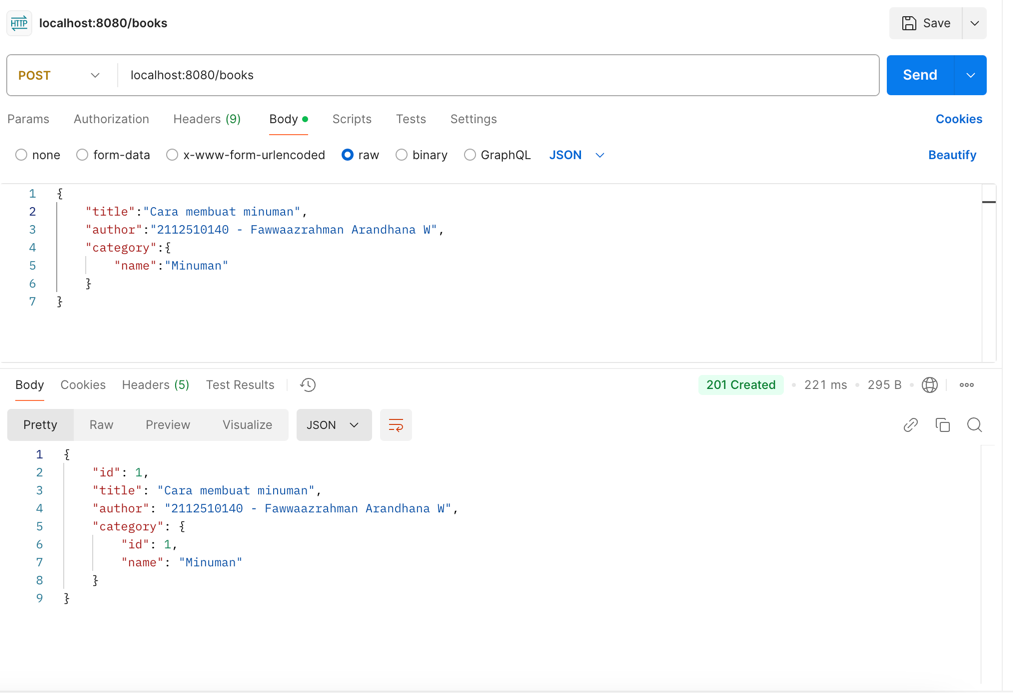 HTTP localhost:8080/books Save
POST localhost:8080/books Send
Params Authorization Headers (9) Body Scripts Tests Settings Cookies
none form-data x-www-form-urlencoded raw binary GraphQL JSON Beautify
1 {
2 "title":"Cara membuat minuman",
3 "author":"2112510140 - Fawwaazrahman Arandhana W",
4 "category":{
5 "name":"Minuman"
6 }
7 }
Body Cookies Headers (5) Test Results 201 Created 221 ms 295 B
Pretty Raw Preview Visualize JSON
1 {
2 "id": 1,
3 "title": "Cara membuat minuman",
4 "author": "2112510140 - Fawwaazrahman Arandhana W",
5 "category": {
6 "id": 1,
7 "name": "Minuman"
8 }
9 }